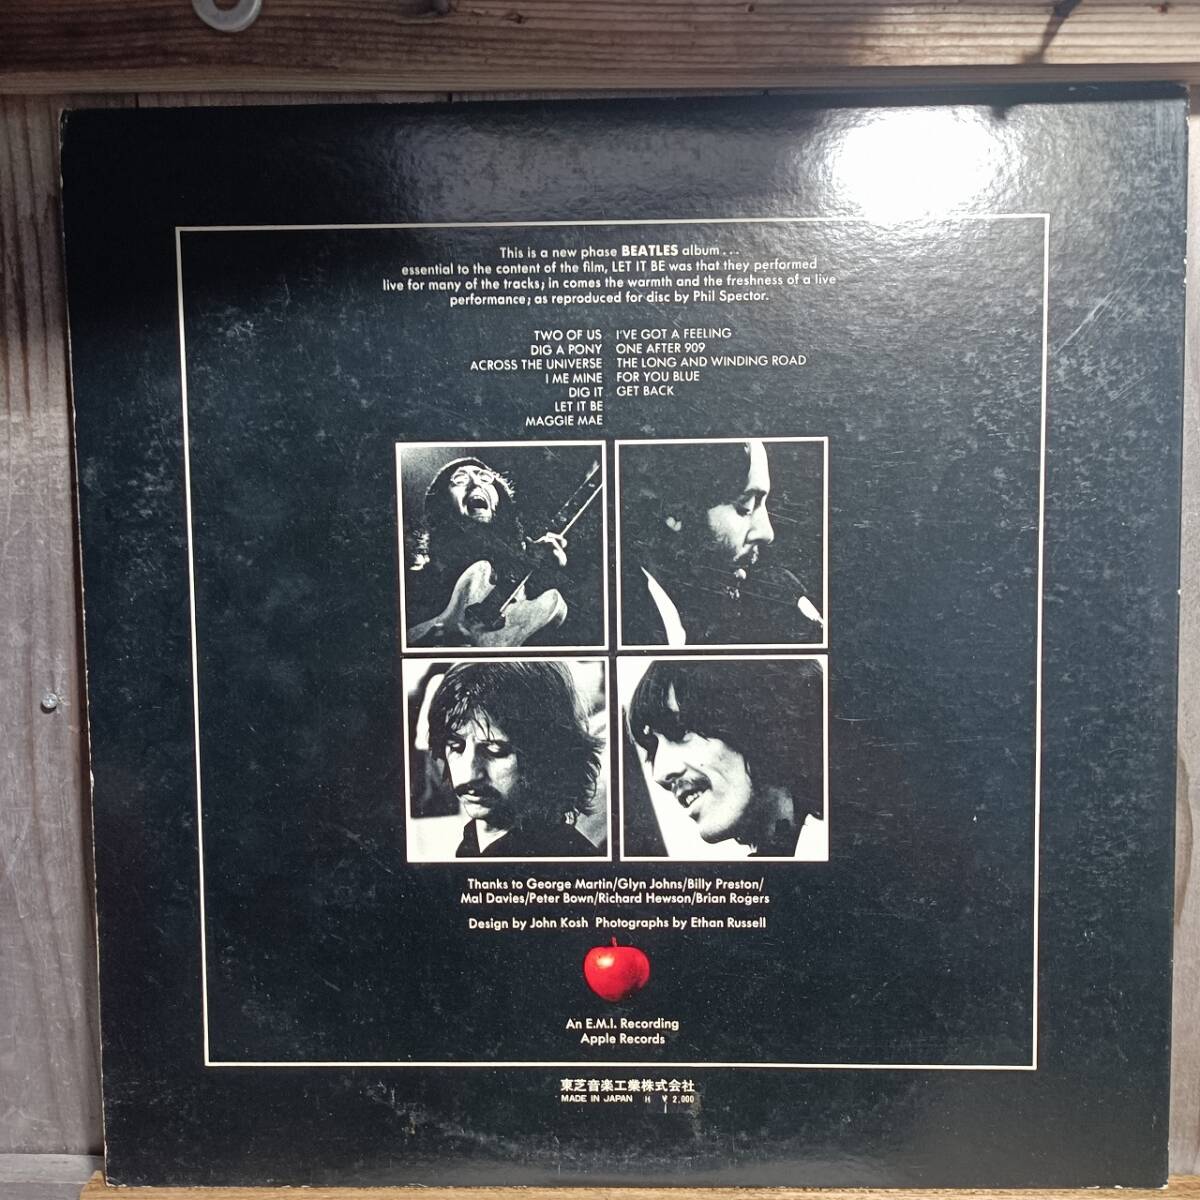 This is a new phase BEATLES album . . .
essential to the content of the film, LET IT BE was that they performed
live for many of the tracks; in comes the warmth and the freshness of a live
performance; as reproduced for disc by Phil Spector.
TWO OF US
DIG A PONY
ACROSS THE UNIVERSE
I ME MINE
DIG IT
LET IT BE
MAGGIE MAE
I'VE GOT A FEELING
ONE AFTER 909
THE LONG AND WINDING ROAD
FOR YOU BLUE
GET BACK
Thanks to George Martin/Glyn Johns/Billy Preston/
Mal Davies/Peter Bown/Richard Hewson/Brian Rogers
Design by John Kosh Photographs by Ethan Russell
An E.M.I. Recording
Apple Records
東芝音楽工業株式会社
MADE IN JAPAN H ¥ 2,000